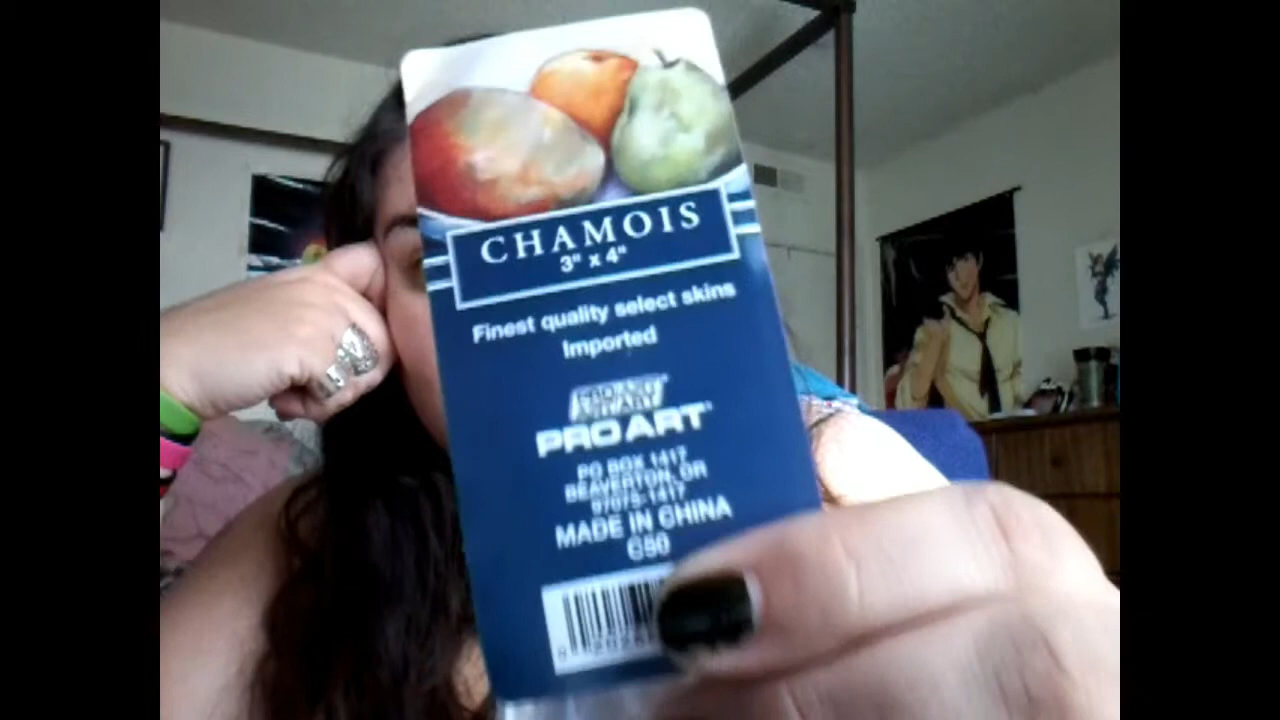 CHAMOIS
3" x 4"
Finest quality select skins
Imported
PRO ART
PO BOX 1417
BEAVERTON, OR
97075-1417
MADE IN CHINA